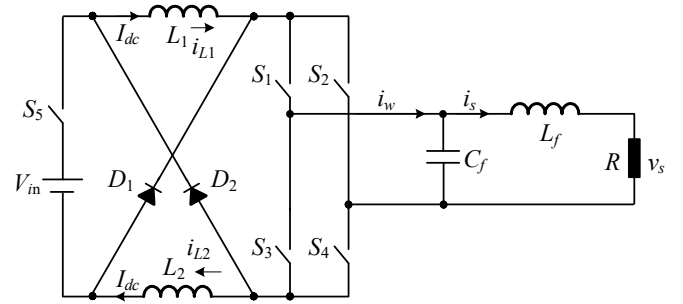 I_dc
L_1
i_L1
S_1
S_2
S_5
i_w
i_s
L_f
V_in
D_1
D_2
C_f
R
v_s
S_3
S_4
i_L2
I_dc
L_2